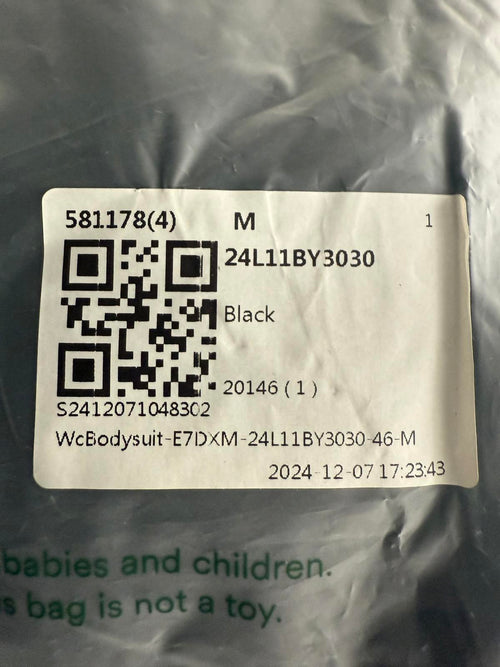 581178(4) M 1
24L11BY3030
Black
20146 ( 1 )
S2412071048302
WcBodysuit-E7DXM-24L11BY3030-46-M
2024-12-07 17:23:43
babies and children.
bag is not a toy.